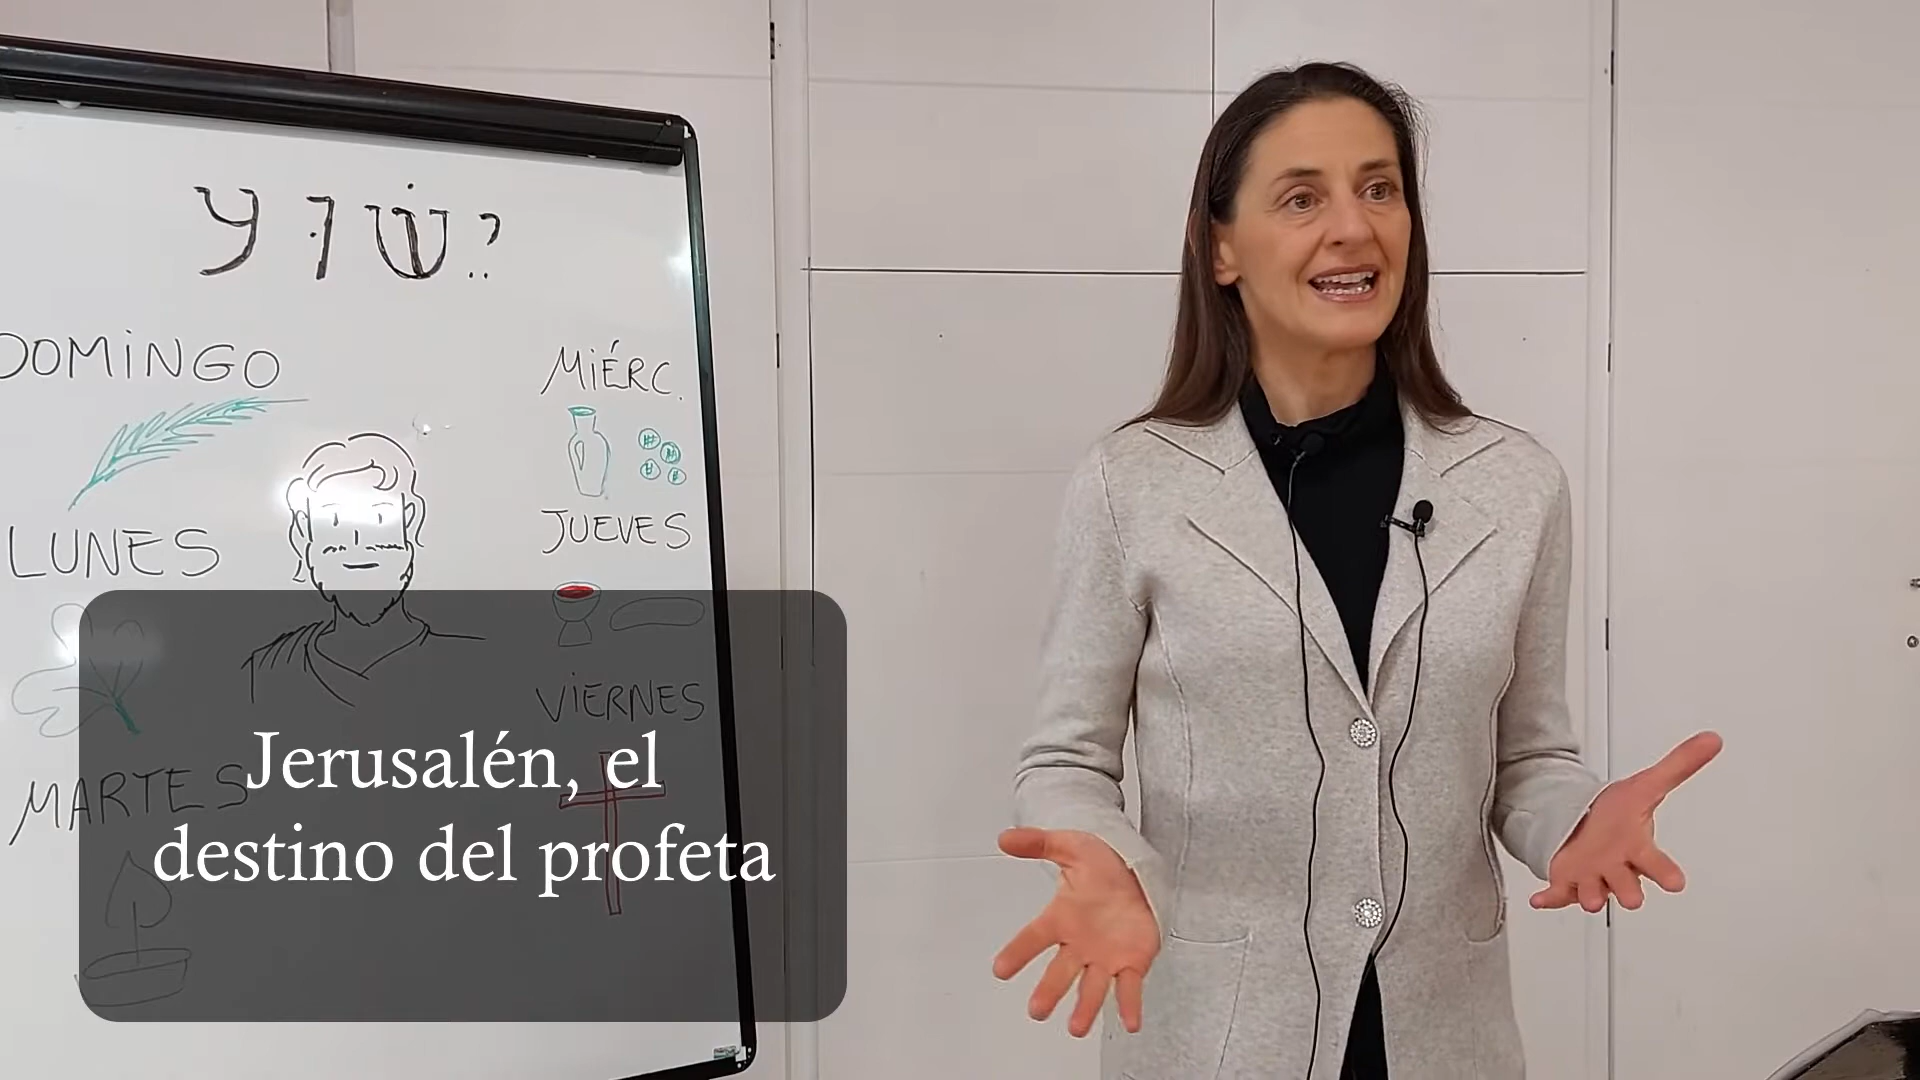 יֵשׁוּע
DOMINGO
LUNES
MARTES
MIÉRC.
JUEVES
VIERNES
Jerusalén, el
destino del profeta